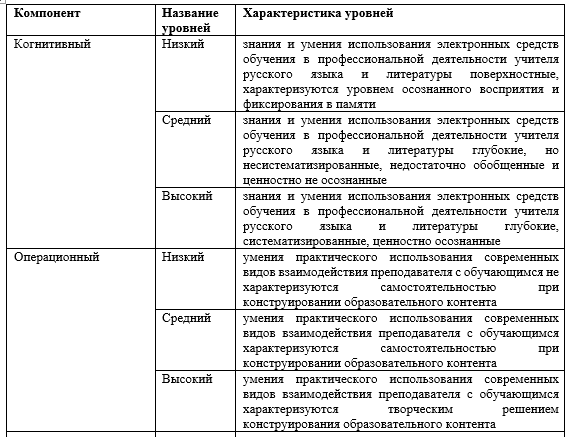 Компонент Название уровней Характеристика уровней
Когнитивный Низкий знания и умения использования электронных средств
обучения в профессиональной деятельности учителя
русского языка и литературы поверхностные,
характеризуются уровнем осознанного восприятия и
фиксирования в памяти
Средний знания и умения использования электронных средств
обучения в профессиональной деятельности учителя
русского языка и литературы глубокие, но
несистематизированные, недостаточно обобщенные и
ценностно не осознанные
Высокий знания и умения использования электронных средств
обучения в профессиональной деятельности учителя
русского языка и литературы глубокие,
систематизированные, ценностно осознанные
Операционный Низкий умения практического использования современных
видов взаимодействия преподавателя с обучающимся не
характеризуются самостоятельностью при
конструировании образовательного контента
Средний умения практического использования современных
видов взаимодействия преподавателя с обучающимся
характеризуются самостоятельностью при
конструировании образовательного контента
Высокий умения практического использования современных
видов взаимодействия преподавателя с обучающимся
характеризуются творческим решением
конструирования образовательного контента